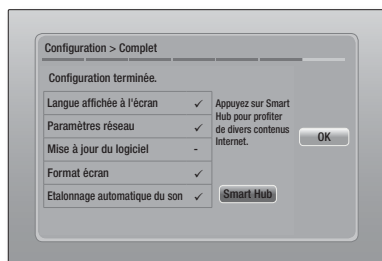 Configuration > Complet
Configuration terminée.
Langue affichée à l'écran ✓
Paramètres réseau ✓
Mise à jour du logiciel -
Format écran ✓
Etalonnage automatique du son ✓
Appuyez sur Smart
Hub pour profiter
de divers contenus
Internet.
Smart Hub
OK